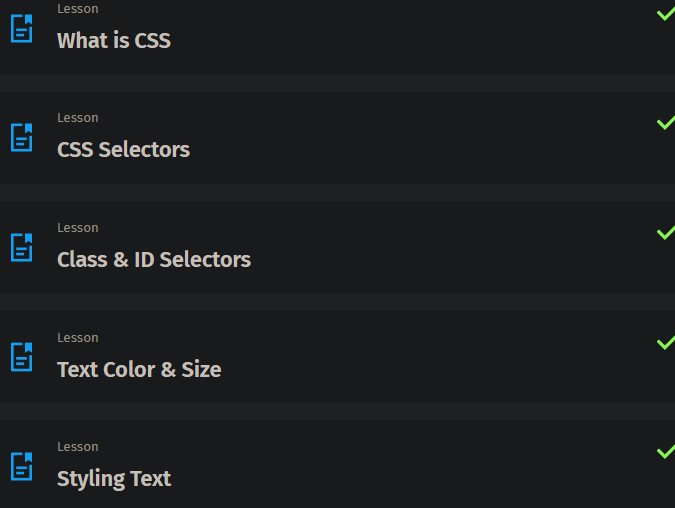 Lesson
What is CSS
Lesson
CSS Selectors
Lesson
Class & ID Selectors
Lesson
Text Color & Size
Lesson
Styling Text